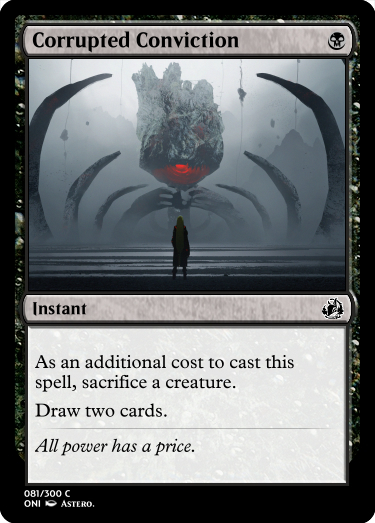 Corrupted Conviction
Instant
As an additional cost to cast this
spell, sacrifice a creature.
Draw two cards.
All power has a price.
081/300 C
ONI ASTERO.